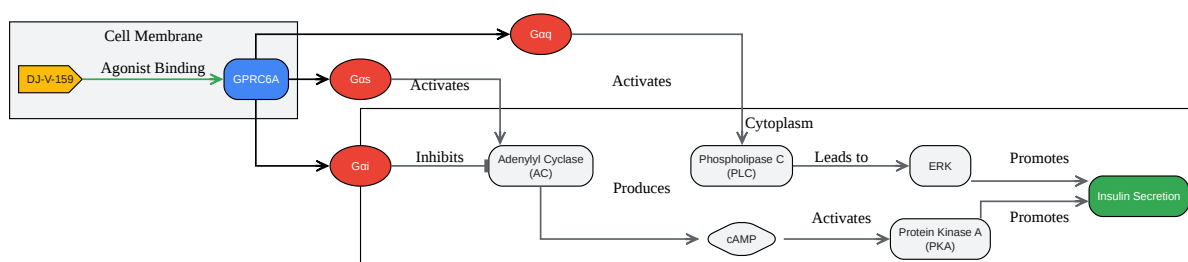 Cell Membrane
Gαq
Agonist Binding
DJ-V-159
GPRC6A
Gαs
Activates
Activates
Cytoplasm
Gαi
Inhibits
Adenylyl Cyclase
(AC)
Phospholipase C
(PLC)
Leads to
ERK
Promotes
Produces
Insulin Secretion
cAMP
Activates
Protein Kinase A
(PKA)
Promotes